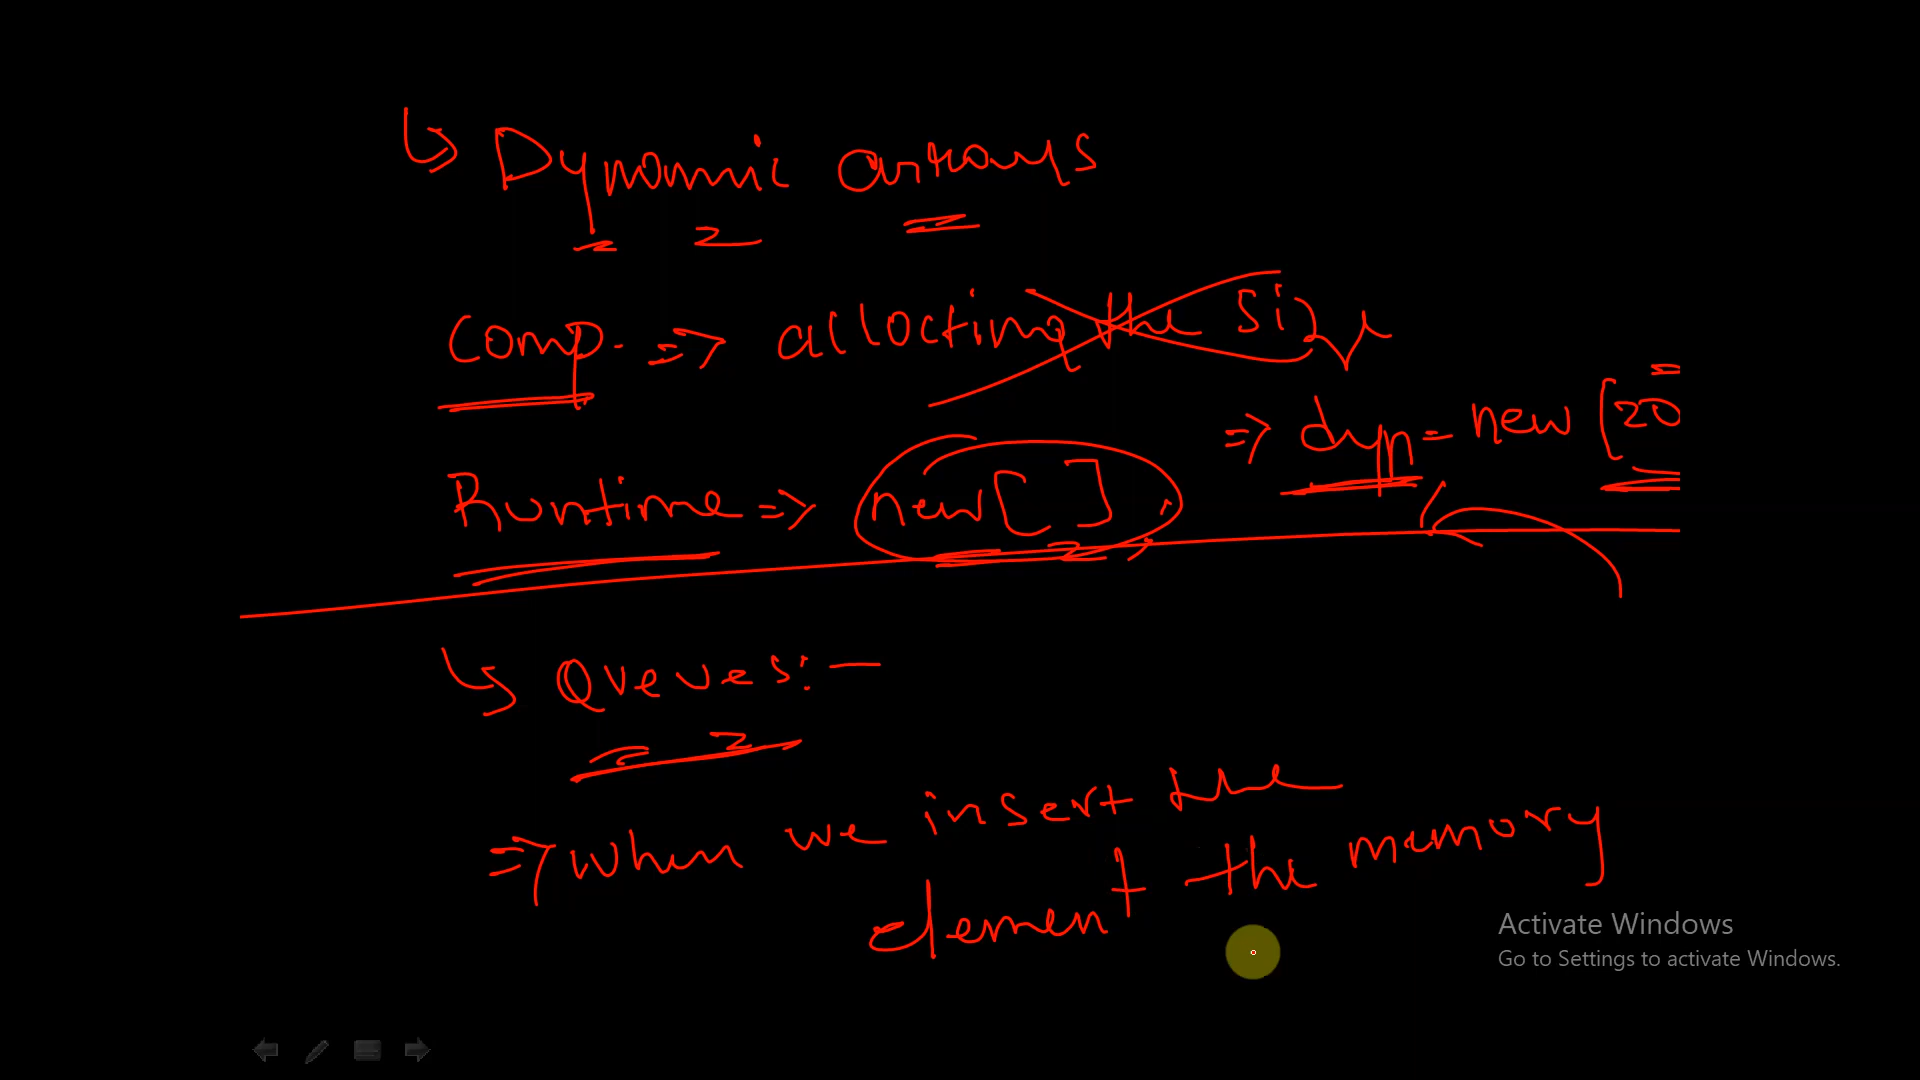 ↳ Dynamic arrays
Comp. => allocting the size
=> dyn = new [20
Runtime => new[ ];
↳ Queues: —
=> When we insert the
element the memory
Activate Windows
Go to Settings to activate Windows.